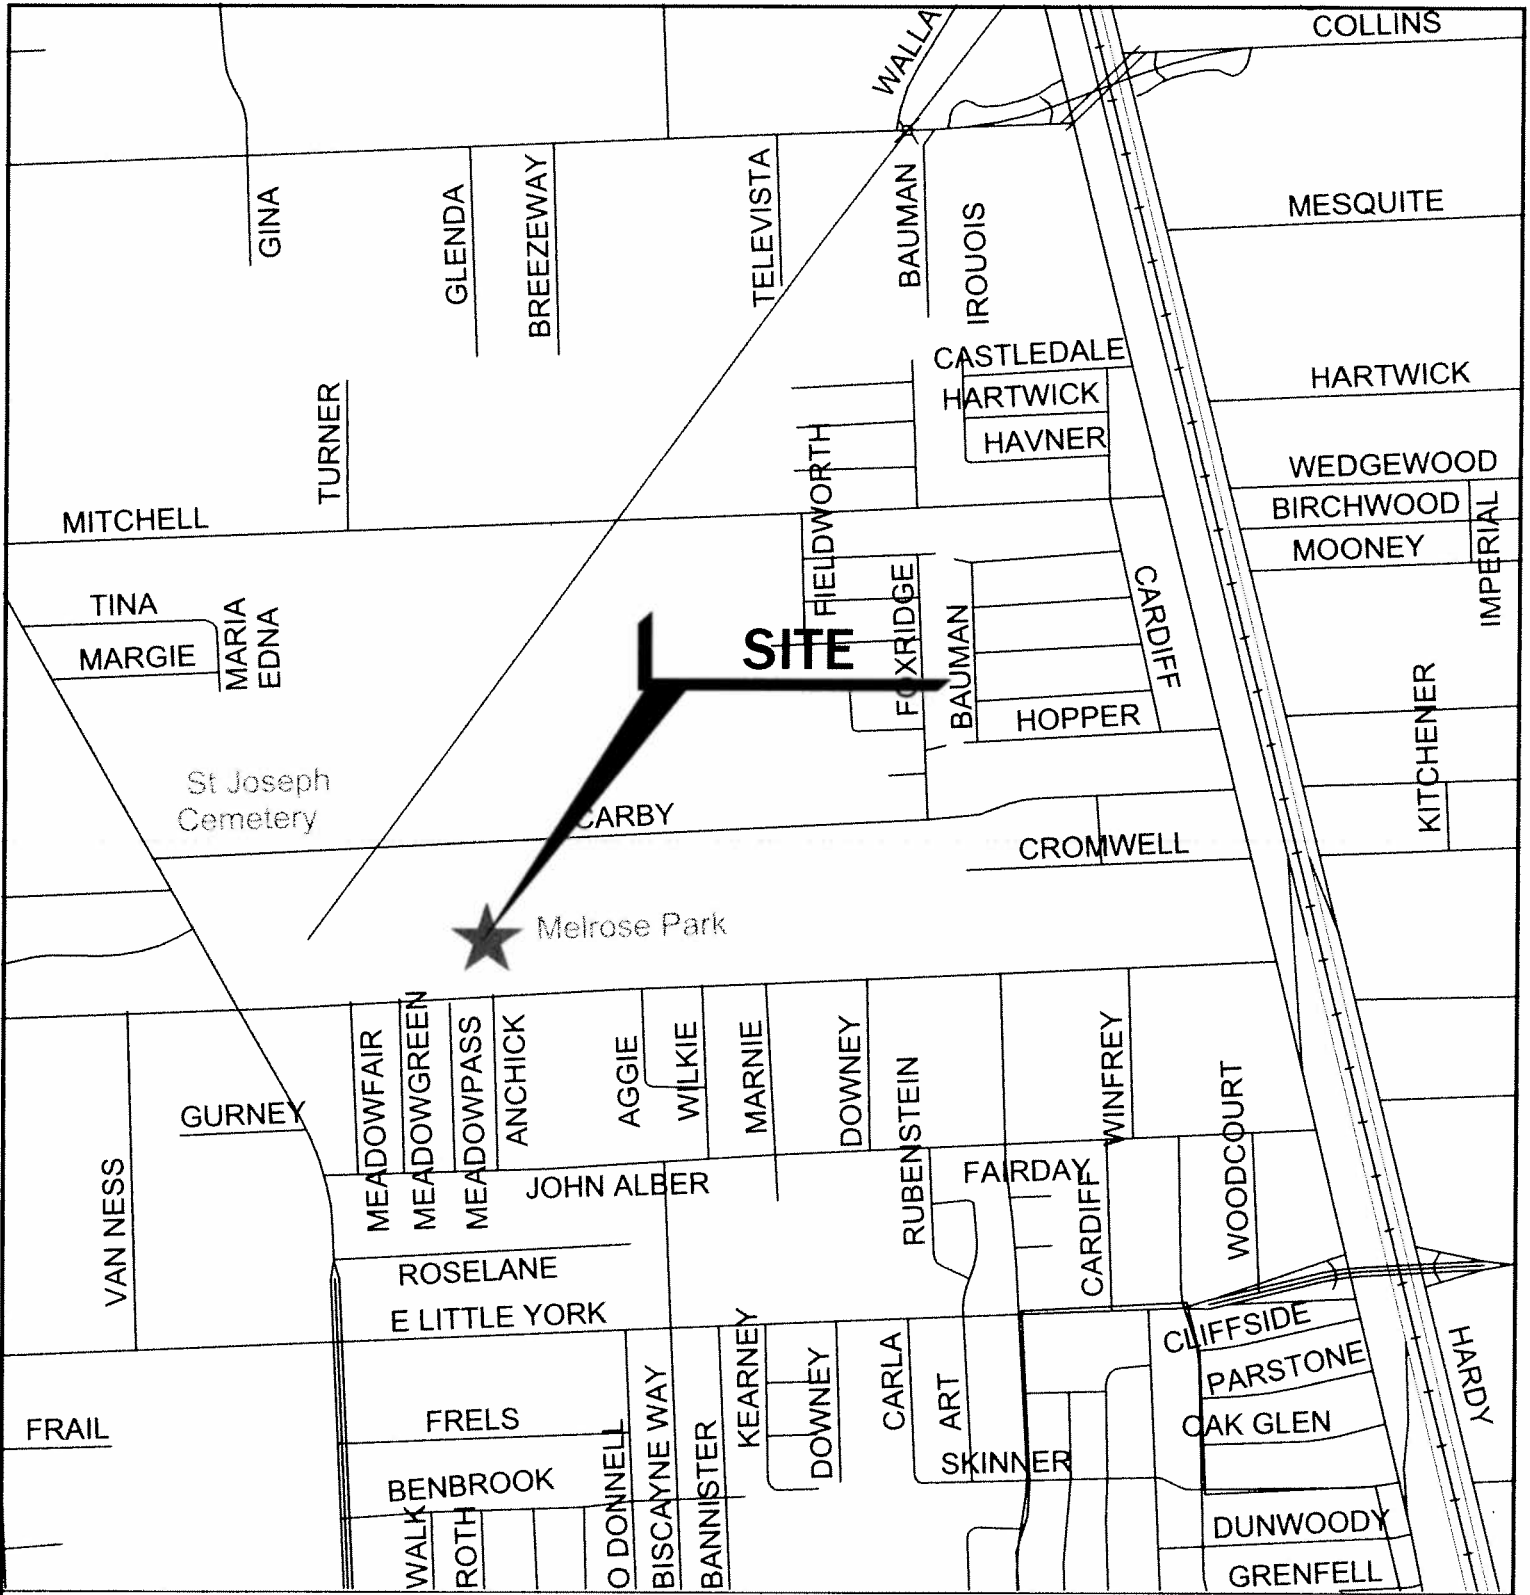 COLLINS
WALLA
MESQUITE
GINA
GLENDA
BREEZEWAY
TELEVISTA
BAUMAN
IROUOIS
CASTLEDALE
HARTWICK
HAVNER
HARTWICK
TURNER
FIELDWORTH
WEDGEWOOD
BIRCHWOOD
MOONEY
IMPERIAL
MITCHELL
TINA
MARGIE
MARIA
EDNA
SITE
FOXRIDGE
BAUMAN
CARDIFF
HOPPER
KITCHENER
St Joseph
Cemetery
CARBY
CROMWELL
Melrose Park
MEADOWFAIR
MEADOWGREEN
MEADOWPASS
ANCHICK
AGGIE
WILKIE
MARNIE
DOWNEY
RUBENSTEIN
WINFREY
WOODCOURT
GURNEY
VAN NESS
JOHN ALBER
FAIRDAY
CARDIFF
ROSELANE
E LITTLE YORK
CLIFFSIDE
PARSTONE
OAK GLEN
HARDY
KEARNEY
DOWNEY
CARLA
ART
SKINNER
FRAIL
FRELS
BENBROOK
WALK
ROTH
O DONNELL
BISCAYNE WAY
BANNISTER
DUNWOODY
GRENFELL